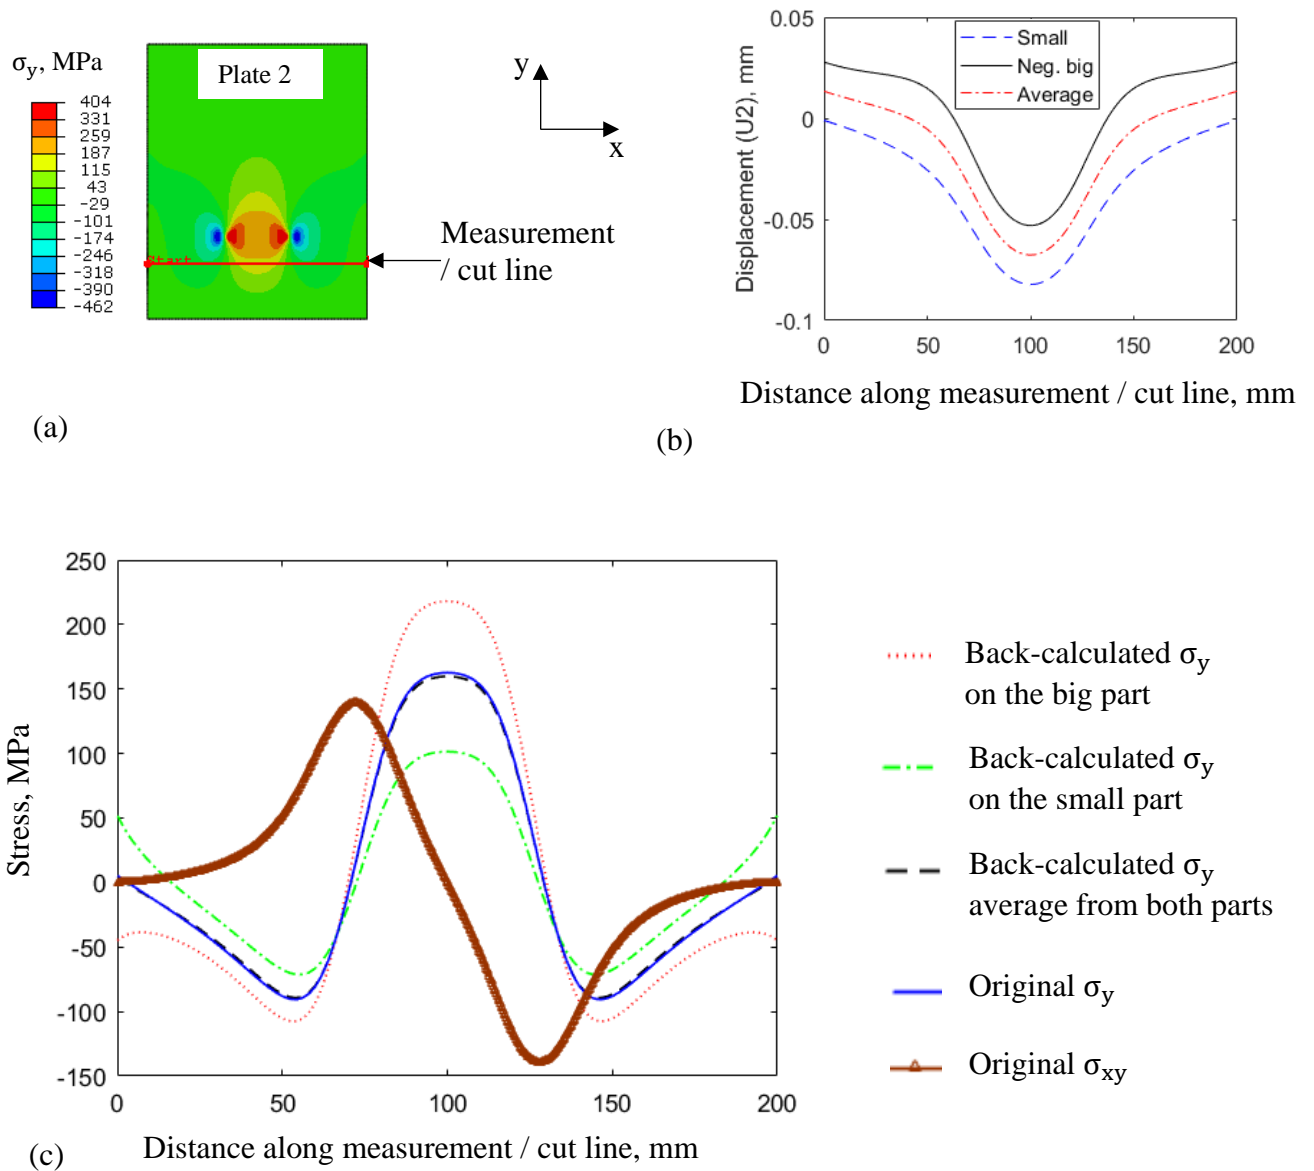 σy, MPa
404
331
259
187
115
43
-29
-101
-174
-246
-318
-390
-462
Plate 2
Start
y
x
Measurement
/ cut line
(a)
0.05
0
-0.05
-0.1
Displacement (U2), mm
Small
Neg. big
Average
0
50
100
150
200
Distance along measurement / cut line, mm
(b)
250
200
150
100
50
0
-50
-100
-150
Stress, MPa
0
50
100
150
200
Distance along measurement / cut line, mm
(c)
Back-calculated σy
on the big part
Back-calculated σy
on the small part
Back-calculated σy
average from both parts
Original σy
Original σxy